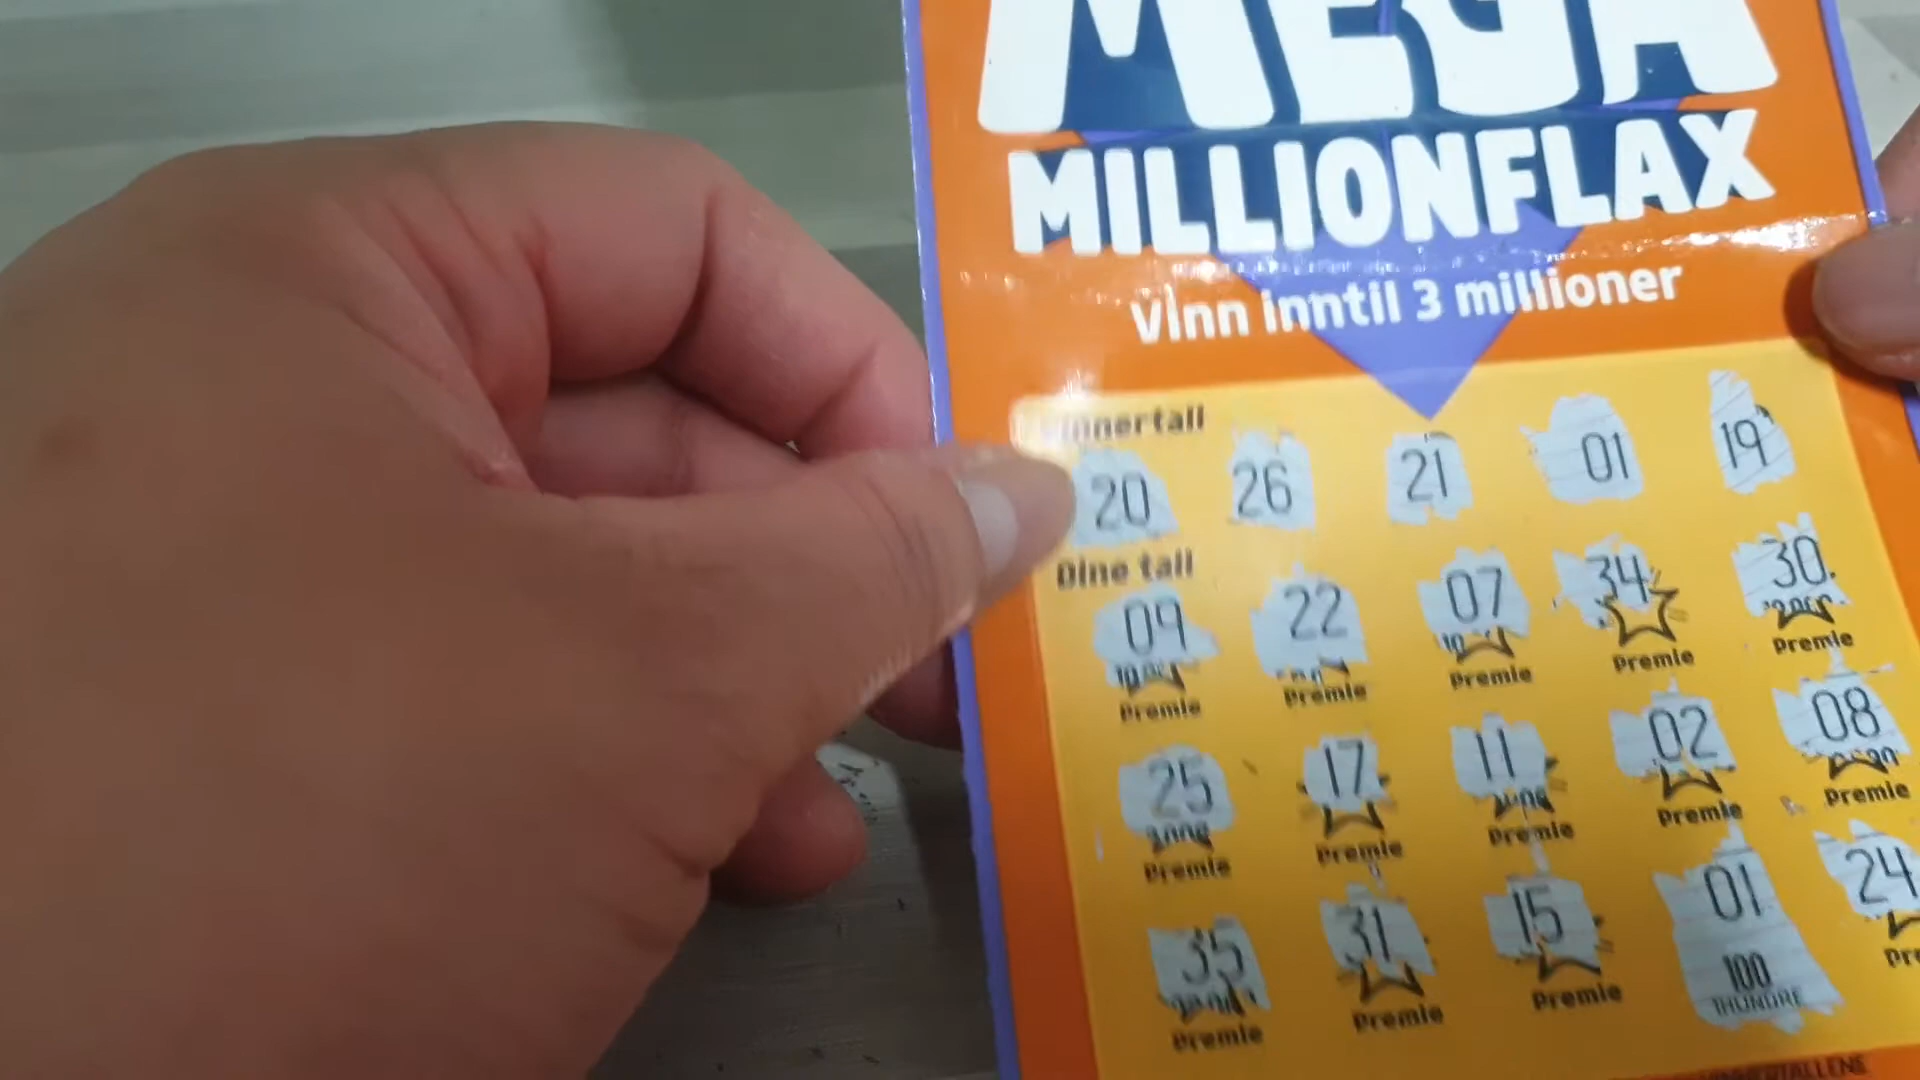 MEGA
MILLIONFLAX
vinn inntil 3 millioner
Vinnertall
20 26 21 01 19
Dine tall
09 22 07 34 30
Premie Premie Premie Premie Premie
25 17 11 02 08
Premie Premie Premie Premie Premie
35 31 15 01 24
100
1HUNDRE
Premie Premie Premie